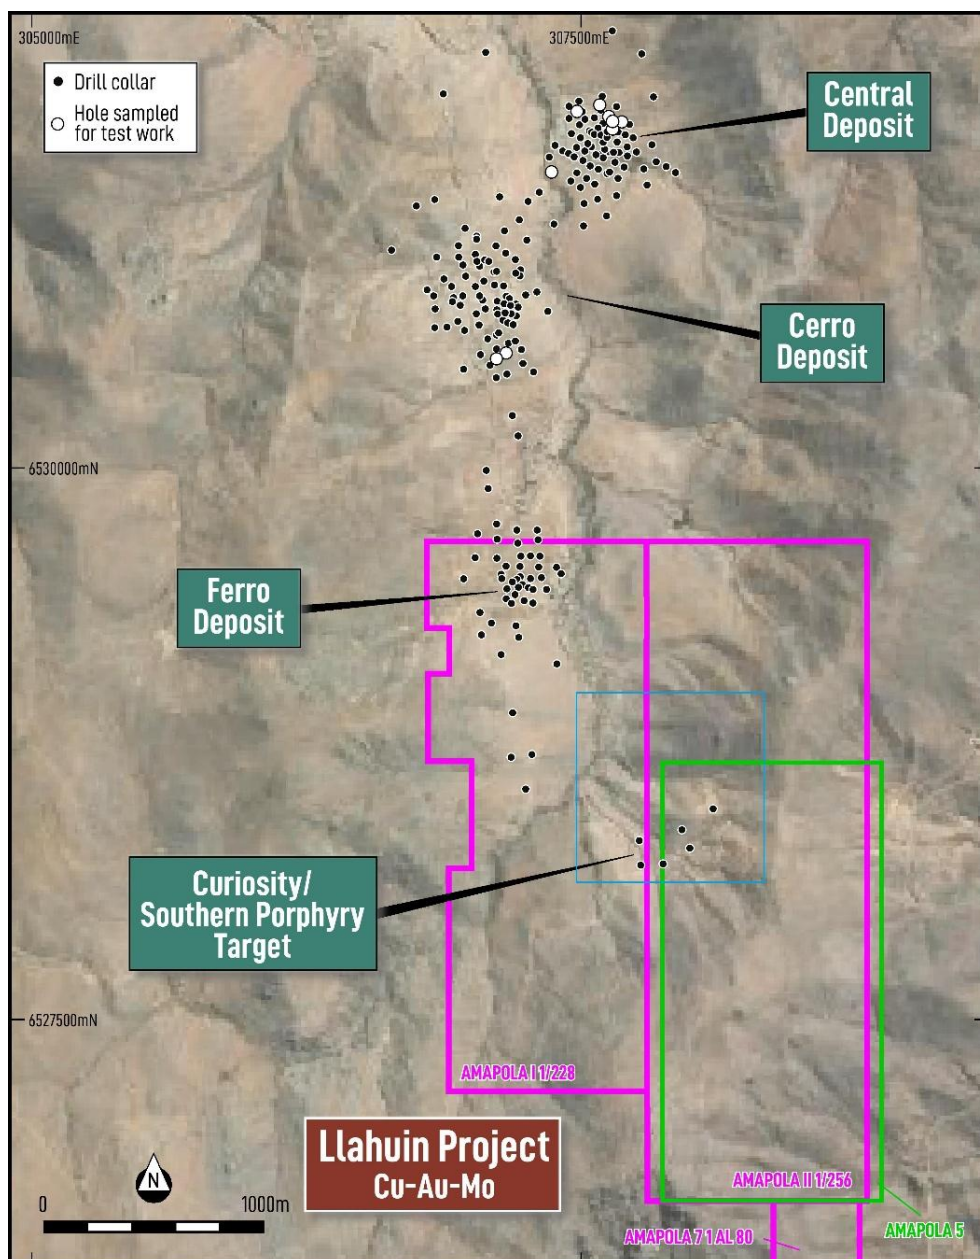 305000mE
307500mE
Drill collar
Hole sampled
for test work
Central
Deposit
Cerro
Deposit
6530000mN
Ferro
Deposit
Curiosity/
Southern Porphyry
Target
6527500mN
AMAPOLA I 1/228
Llahuin Project
Cu-Au-Mo
AMAPOLA II 1/256
N
0
1000m
AMAPOLA 7 1 AL 80
AMAPOLA 5